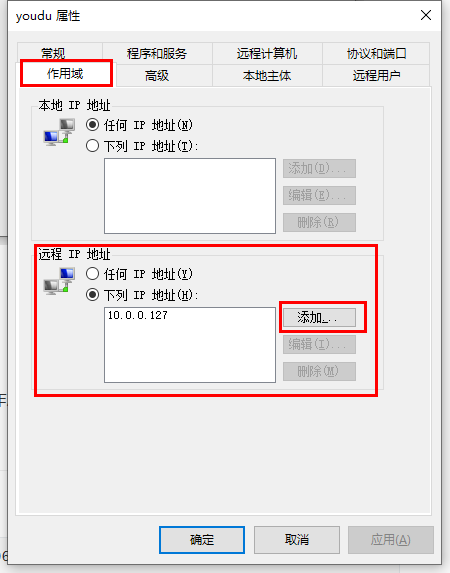 youdu 属性
常规 程序和服务 远程计算机 协议和端口
作用域 高级 本地主体 远程用户
本地 IP 地址
任何 IP 地址(N)
下列 IP 地址(T):
添加(D)...
编辑(E)...
删除(R)
远程 IP 地址
任何 IP 地址(Y)
下列 IP 地址(H):
10.0.0.127
添加...
编辑(I)...
删除(M)
确定 取消 应用(A)